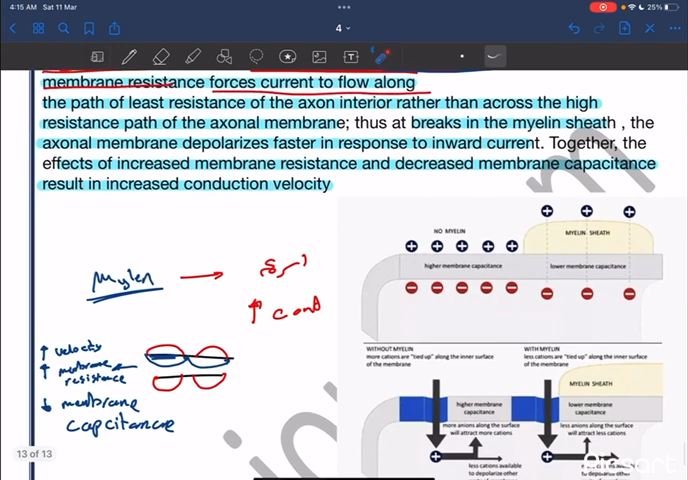 4:15 AM Sat 11 Mar
25%
4
membrane resistance forces current to flow along
the path of least resistance of the axon interior rather than across the high
resistance path of the axonal membrane; thus at breaks in the myelin sheath , the
axonal membrane depolarizes faster in response to inward current. Together, the
effects of increased membrane resistance and decreased membrane capacitance
result in increased conduction velocity
NO MYELIN
MYELIN SHEATH
higher membrane capacitance
lower membrane capacitance
Mylen
↑ cond
WITHOUT MYELIN
more cations are "tied up" along the inner surface
of the membrane
WITH MYELIN
less cations are "tied up" along the inner surface
of the membrane
↑ velocity
↑ membrane
resistance
↓ membrane
capacitance
MYELIN SHEATH
higher membrane
capacitance
lower membrane
capacitance
more anions along the surface
will attract more cations
less anions along the surface
will attract less cations
13 of 13
less cations available
to depolarize other